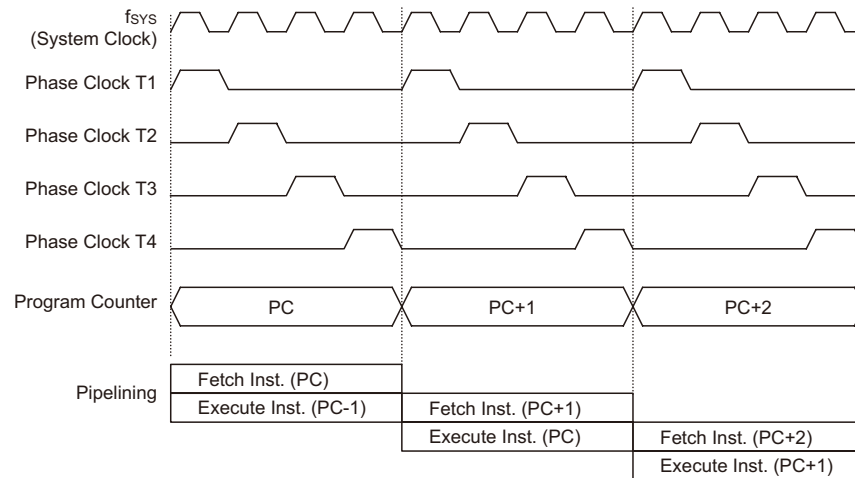 fSYS
(System Clock)
Phase Clock T1
Phase Clock T2
Phase Clock T3
Phase Clock T4
Program Counter
PC
PC+1
PC+2
Pipelining
Fetch Inst. (PC)
Execute Inst. (PC-1)
Fetch Inst. (PC+1)
Execute Inst. (PC)
Fetch Inst. (PC+2)
Execute Inst. (PC+1)